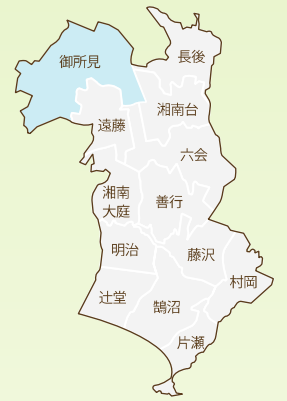 長後
御所見
湘南台
遠藤
六会
湘南
大庭
善行
明治
藤沢
村岡
辻堂
鵠沼
片瀬